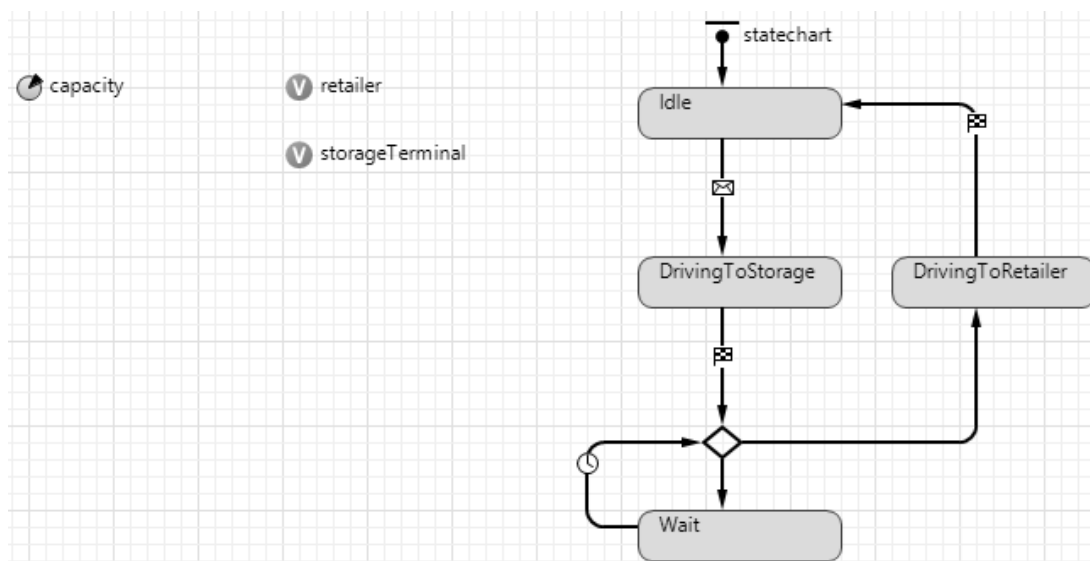 statechart
capacity
retailer
Idle
storageTerminal
DrivingToStorage
DrivingToRetailer
Wait